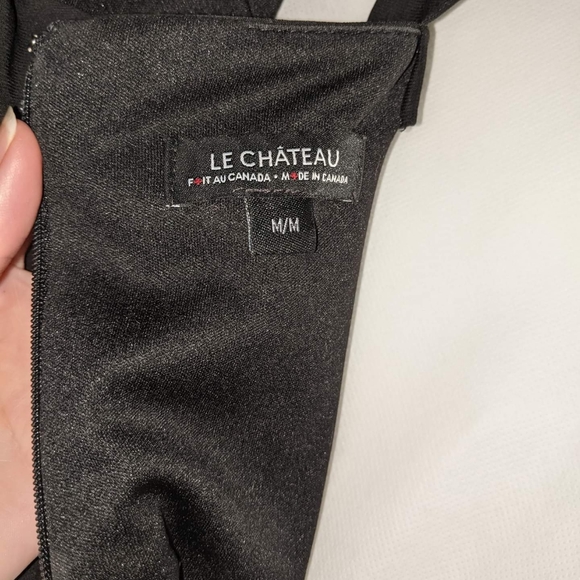 LE CHÂTEAU
FAIT AU CANADA • MADE IN CANADA
M/M